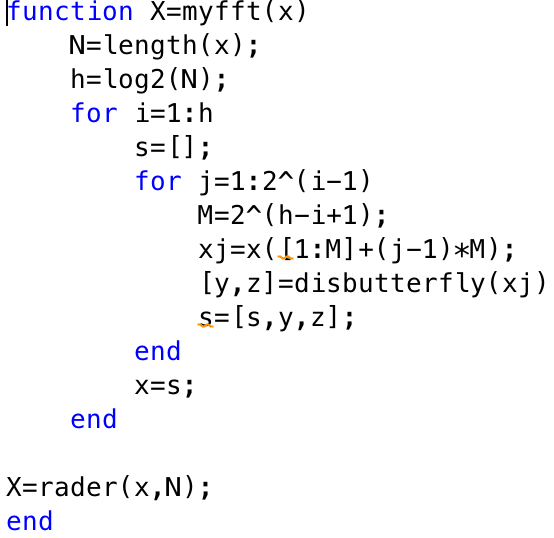 function X=myfft(x)
    N=length(x);
    h=log2(N);
    for i=1:h
        s=[];
        for j=1:2^(i-1)
            M=2^(h-i+1);
            xj=x([1:M]+(j-1)*M);
            [y,z]=disbutterfly(xj)
            s=[s,y,z];
        end
        x=s;
    end

X=rader(x,N);
end